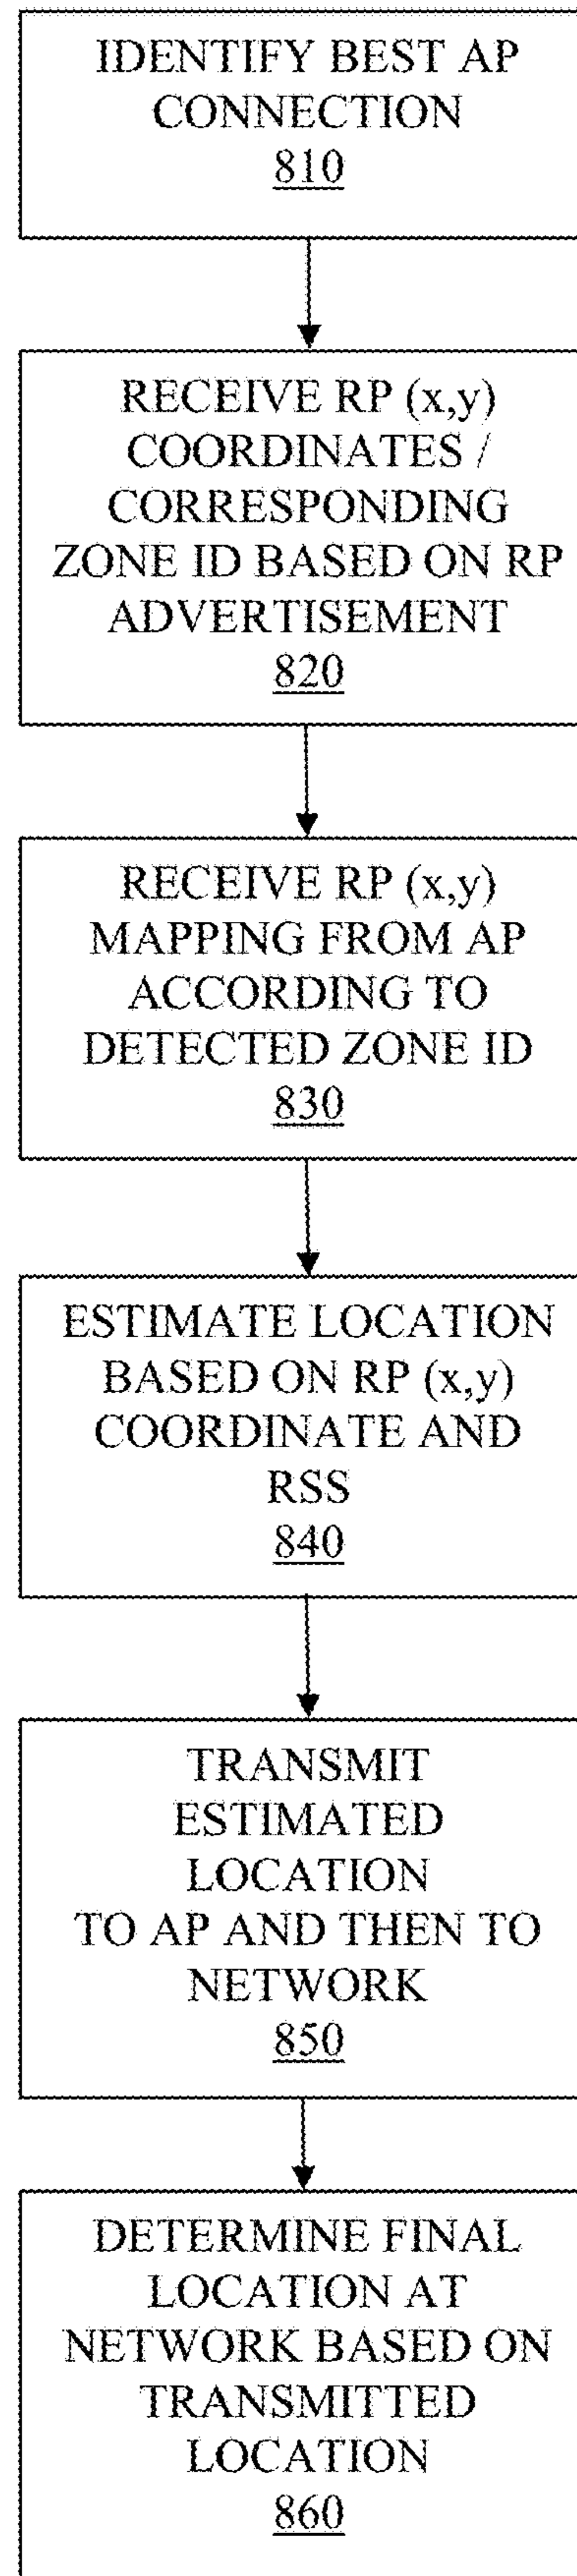 IDENTIFY BEST AP
CONNECTION
810
RECEIVE RP (x,y)
COORDINATES /
CORRESPONDING
ZONE ID BASED ON RP
ADVERTISEMENT
820
RECEIVE RP (x,y)
MAPPING FROM AP
ACCORDING TO
DETECTED ZONE ID
830
ESTIMATE LOCATION
BASED ON RP (x,y)
COORDINATE AND
RSS
840
TRANSMIT
ESTIMATED
LOCATION
TO AP AND THEN TO
NETWORK
850
DETERMINE FINAL
LOCATION AT
NETWORK BASED ON
TRANSMITTED
LOCATION
860